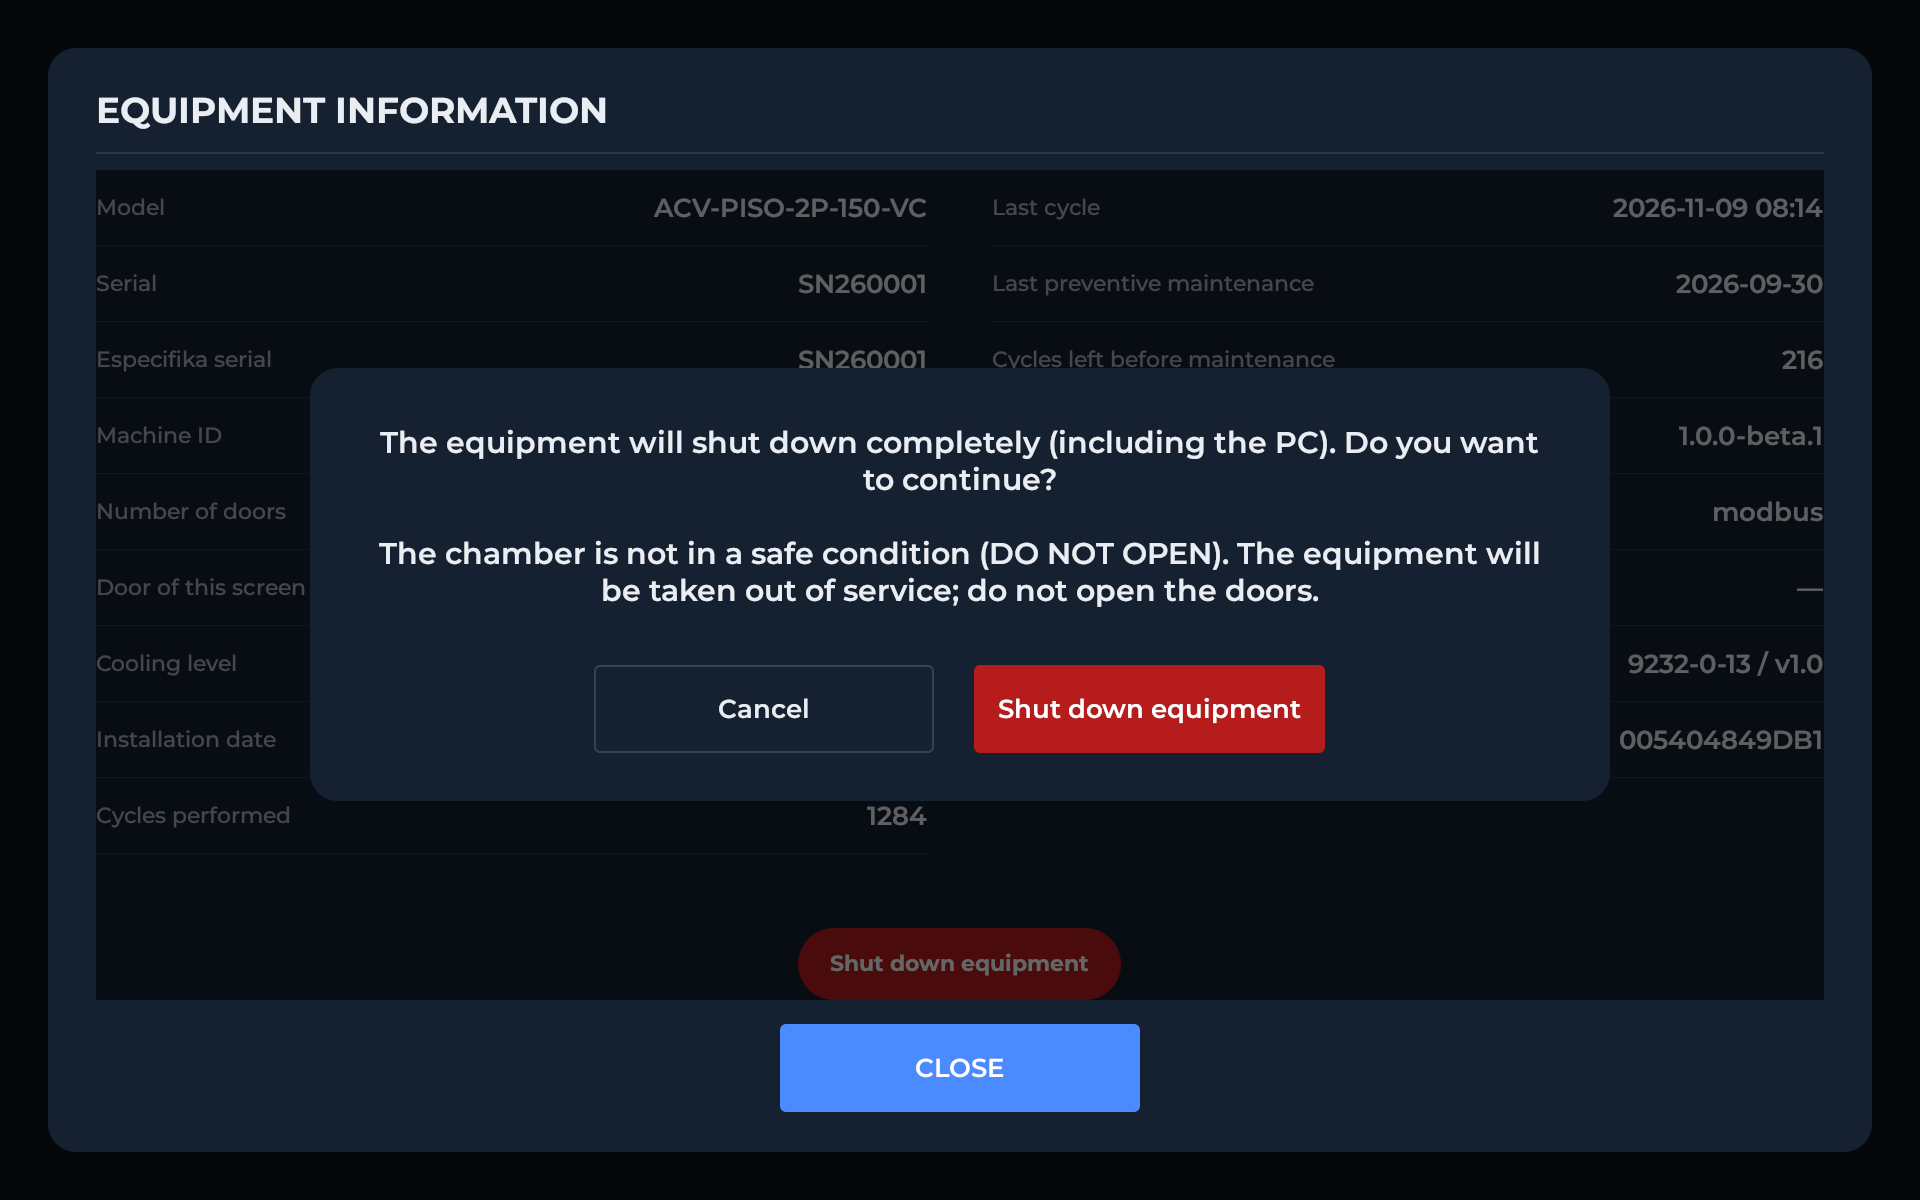 EQUIPMENT INFORMATION
Model ACV-PISO-2P-150-VC
Last cycle 2026-11-09 08:14
Serial SN260001
Last preventive maintenance 2026-09-30
Especifika serial SN260001
Cycles left before maintenance 216
Machine ID
1.0.0-beta.1
Number of doors
modbus
Door of this screen
—
Cooling level
9232-0-13 / v1.0
Installation date
005404849DB1
Cycles performed 1284
The equipment will shut down completely (including the PC). Do you want
to continue?
The chamber is not in a safe condition (DO NOT OPEN). The equipment will
be taken out of service; do not open the doors.
Cancel
Shut down equipment
Shut down equipment
CLOSE